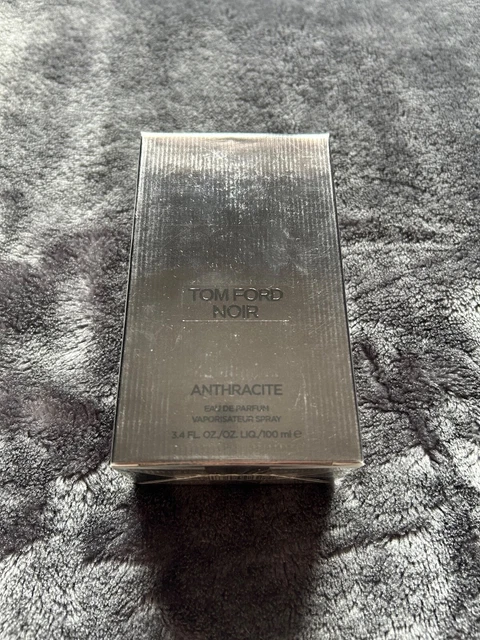 TOM FORD
NOIR
ANTHRACITE
EAU DE PARFUM
VAPORISATEUR SPRAY
3.4 FL. OZ./OZ. LIQ./100 ml ℮